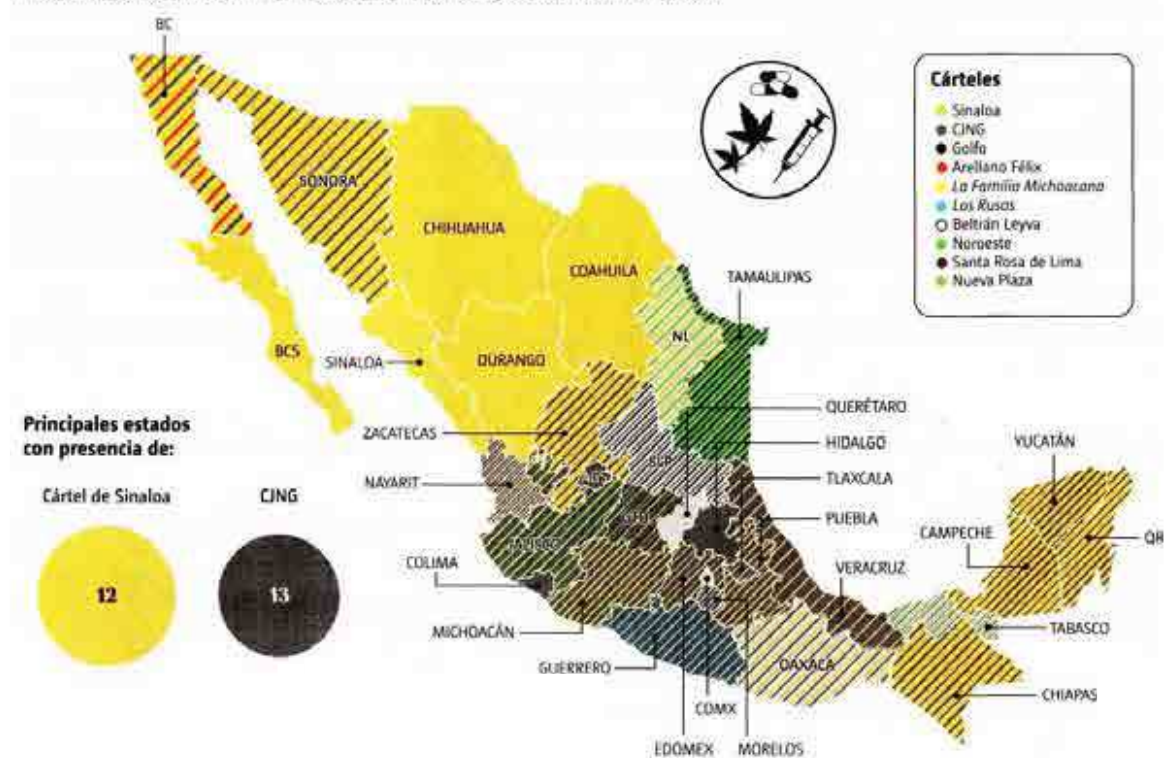 BC
SONORA
CHIHUAHUA
COAHUILA
BCS
SINALOA
DURANGO
NL
TAMAULIPAS
ZACATECAS
SLP
NAYARIT
QUERÉTARO
HIDALGO
TLAXCALA
PUEBLA
JALISCO
COLIMA
MICHOACÁN
GUERRERO
VERACRUZ
OAXACA
EDOMEX
MORELOS
CDMX
YUCATÁN
CAMPECHE
QR
TABASCO
CHIAPAS
Cárteles
Sinaloa
CJNG
Golfo
Arellano Félix
La Familia Michoacana
Los Rusos
Beltrán Leyva
Noroeste
Santa Rosa de Lima
Nueva Plaza
Principales estados
con presencia de:
Cártel de Sinaloa
12
CJNG
13